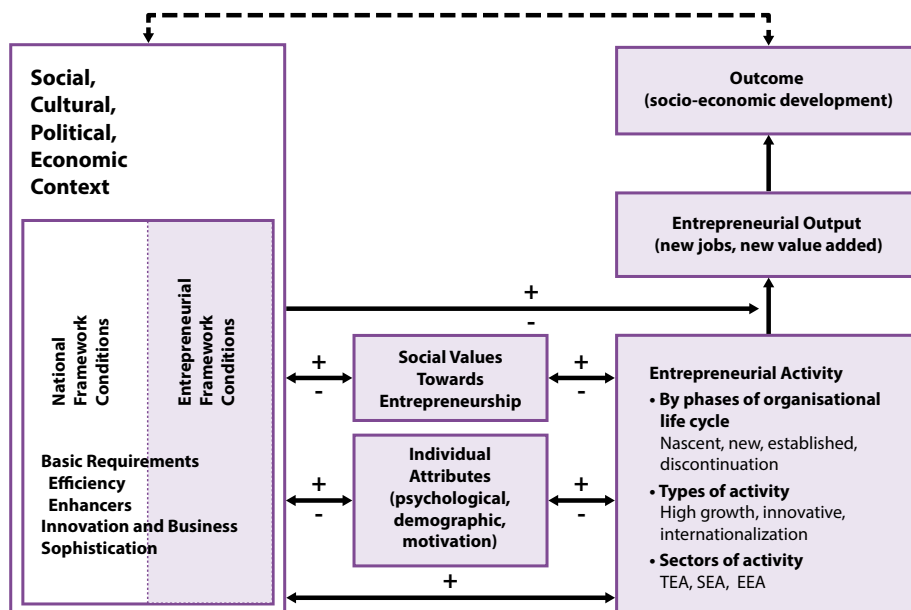 Social,
Cultural,
Political,
Economic
Context
National
Framework
Conditions
Entrepreneurial
Framework
Conditions
Basic Requirements
Efficiency
Enhancers
Innovation and Business
Sophistication
Outcome
(socio-economic development)
Entrepreneurial Output
(new jobs, new value added)
+
-
+
-
Social Values
Towards
Entrepreneurship
+
-
+
-
Individual
Attributes
(psychological,
demographic,
motivation)
+
-
+
Entrepreneurial Activity
• By phases of organisational
life cycle
Nascent, new, established,
discontinuation
• Types of activity
High growth, innovative,
internationalization
• Sectors of activity
TEA, SEA, EEA